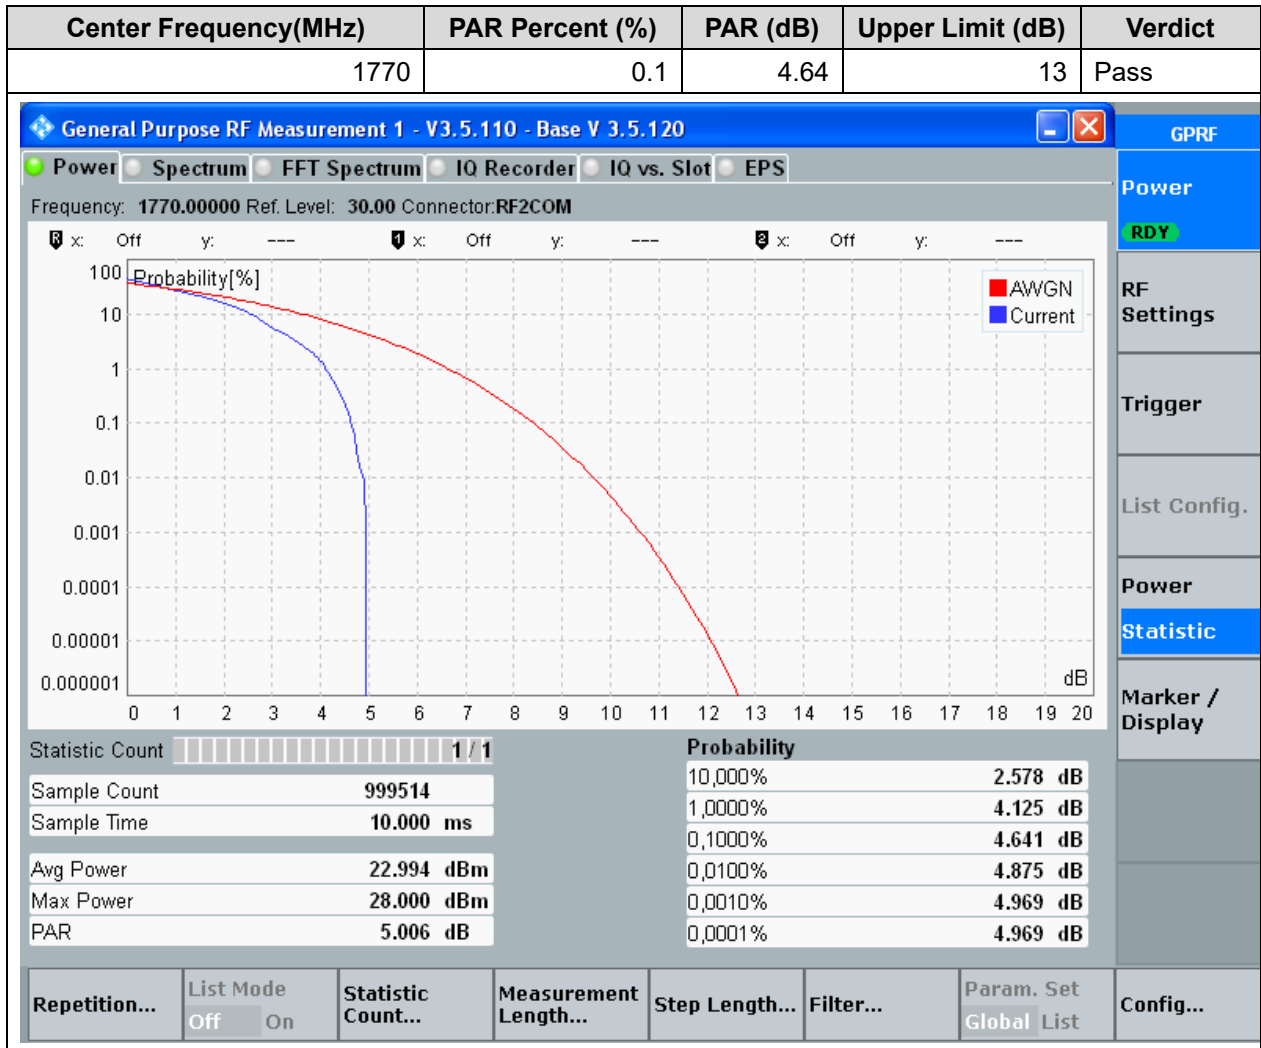 Center Frequency(MHz) PAR Percent (%) PAR (dB) Upper Limit (dB) Verdict
1770 0.1 4.64 13 Pass
General Purpose RF Measurement 1 - V3.5.110 - Base V 3.5.120
GPRF
Power Spectrum FFT Spectrum IQ Recorder IQ vs. Slot EPS
Power
RDY
Frequency: 1770.00000 Ref. Level: 30.00 Connector:RF2COM
R x: Off y: --- 1 x: Off y: --- 2 x: Off y: ---
Probability[%]
AWGN
Current
100
10
1
0.1
0.01
0.001
0.0001
0.00001
0.000001
dB
0 1 2 3 4 5 6 7 8 9 10 11 12 13 14 15 16 17 18 19 20
RF
Settings
Trigger
List Config.
Power
Statistic
Marker /
Display
Statistic Count 1 / 1
Sample Count 999514
Sample Time 10.000 ms
Avg Power 22.994 dBm
Max Power 28.000 dBm
PAR 5.006 dB
Probability
10,000% 2.578 dB
1,0000% 4.125 dB
0,1000% 4.641 dB
0,0100% 4.875 dB
0,0010% 4.969 dB
0,0001% 4.969 dB
Repetition...
List Mode
Off On
Statistic
Count...
Measurement
Length...
Step Length...
Filter...
Param. Set
Global List
Config...